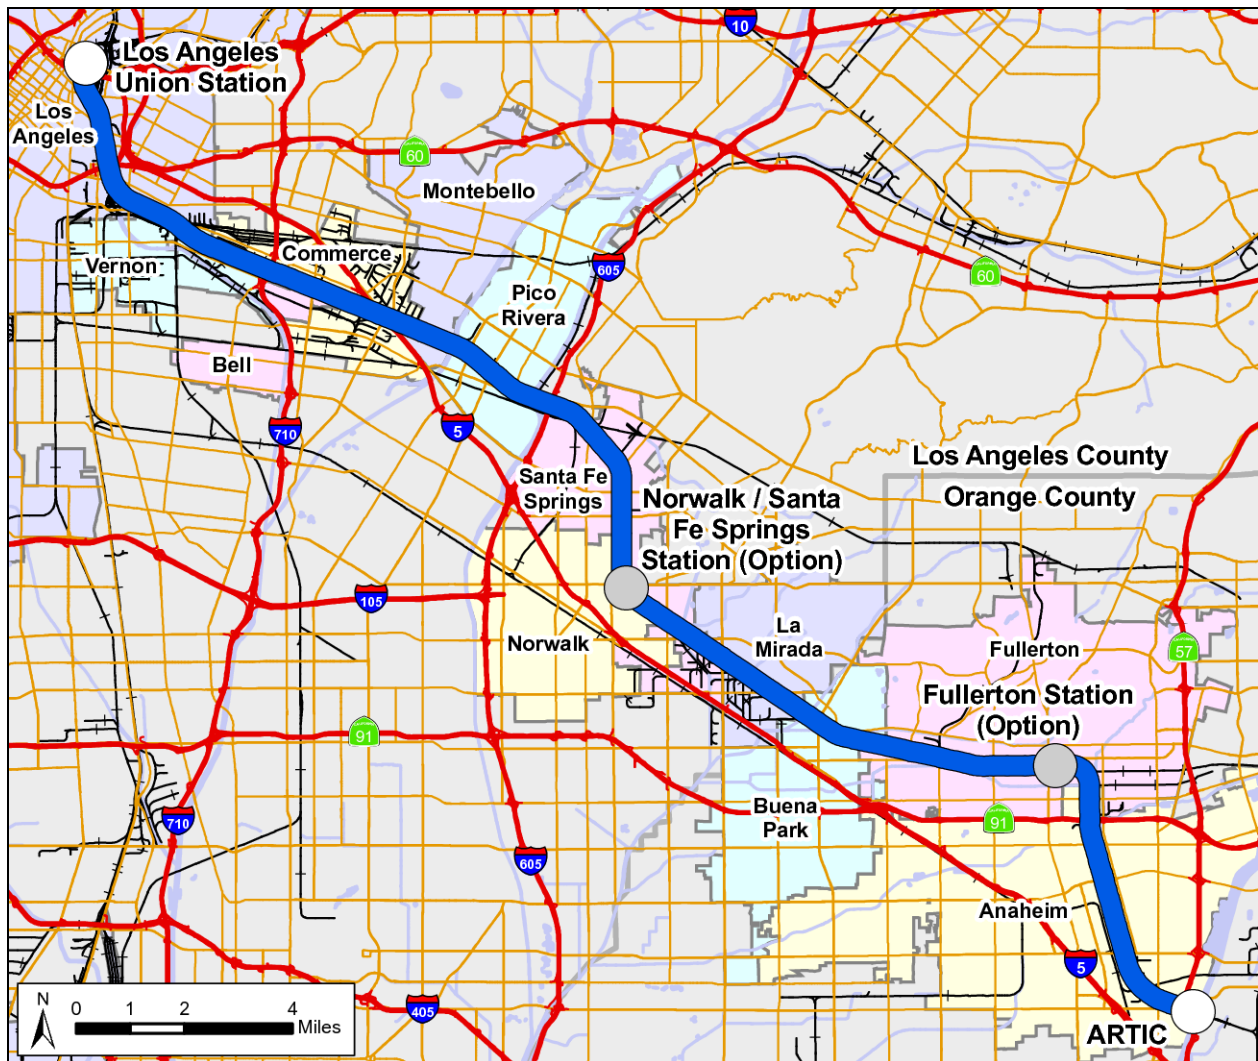 10
Los Angeles
Union Station
Los
Angeles
60
Montebello
Commerce
Vernon
605
60
Pico
Rivera
Bell
710
5
Los Angeles County
Orange County
Santa Fe
Springs
Norwalk / Santa
Fe Springs
Station (Option)
105
Norwalk
La
Mirada
Fullerton
57
Fullerton Station
(Option)
91
Buena
Park
91
710
605
Anaheim
5
N
0 2 4
Miles
405
ARTIC